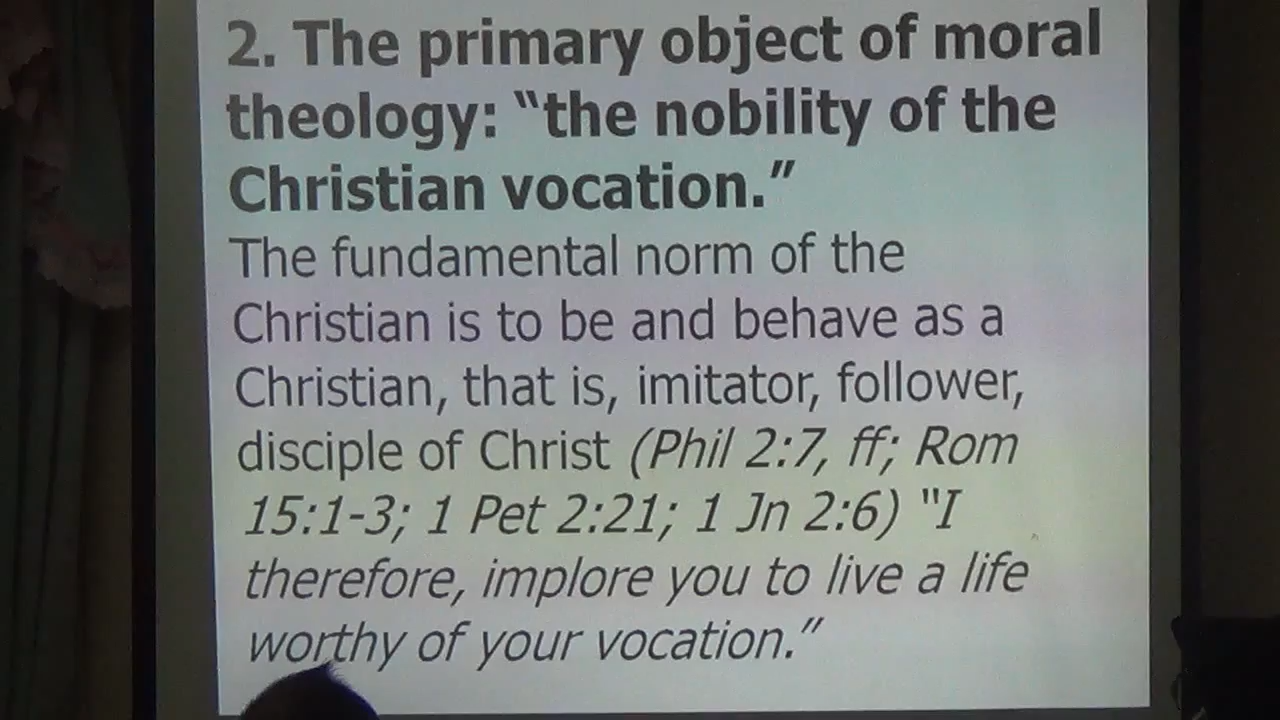 2. The primary object of moral
theology: “the nobility of the
Christian vocation.”
The fundamental norm of the
Christian is to be and behave as a
Christian, that is, imitator, follower,
disciple of Christ (Phil 2:7, ff; Rom
15:1-3; 1 Pet 2:21; 1 Jn 2:6) "I
therefore, implore you to live a life
worthy of your vocation.”